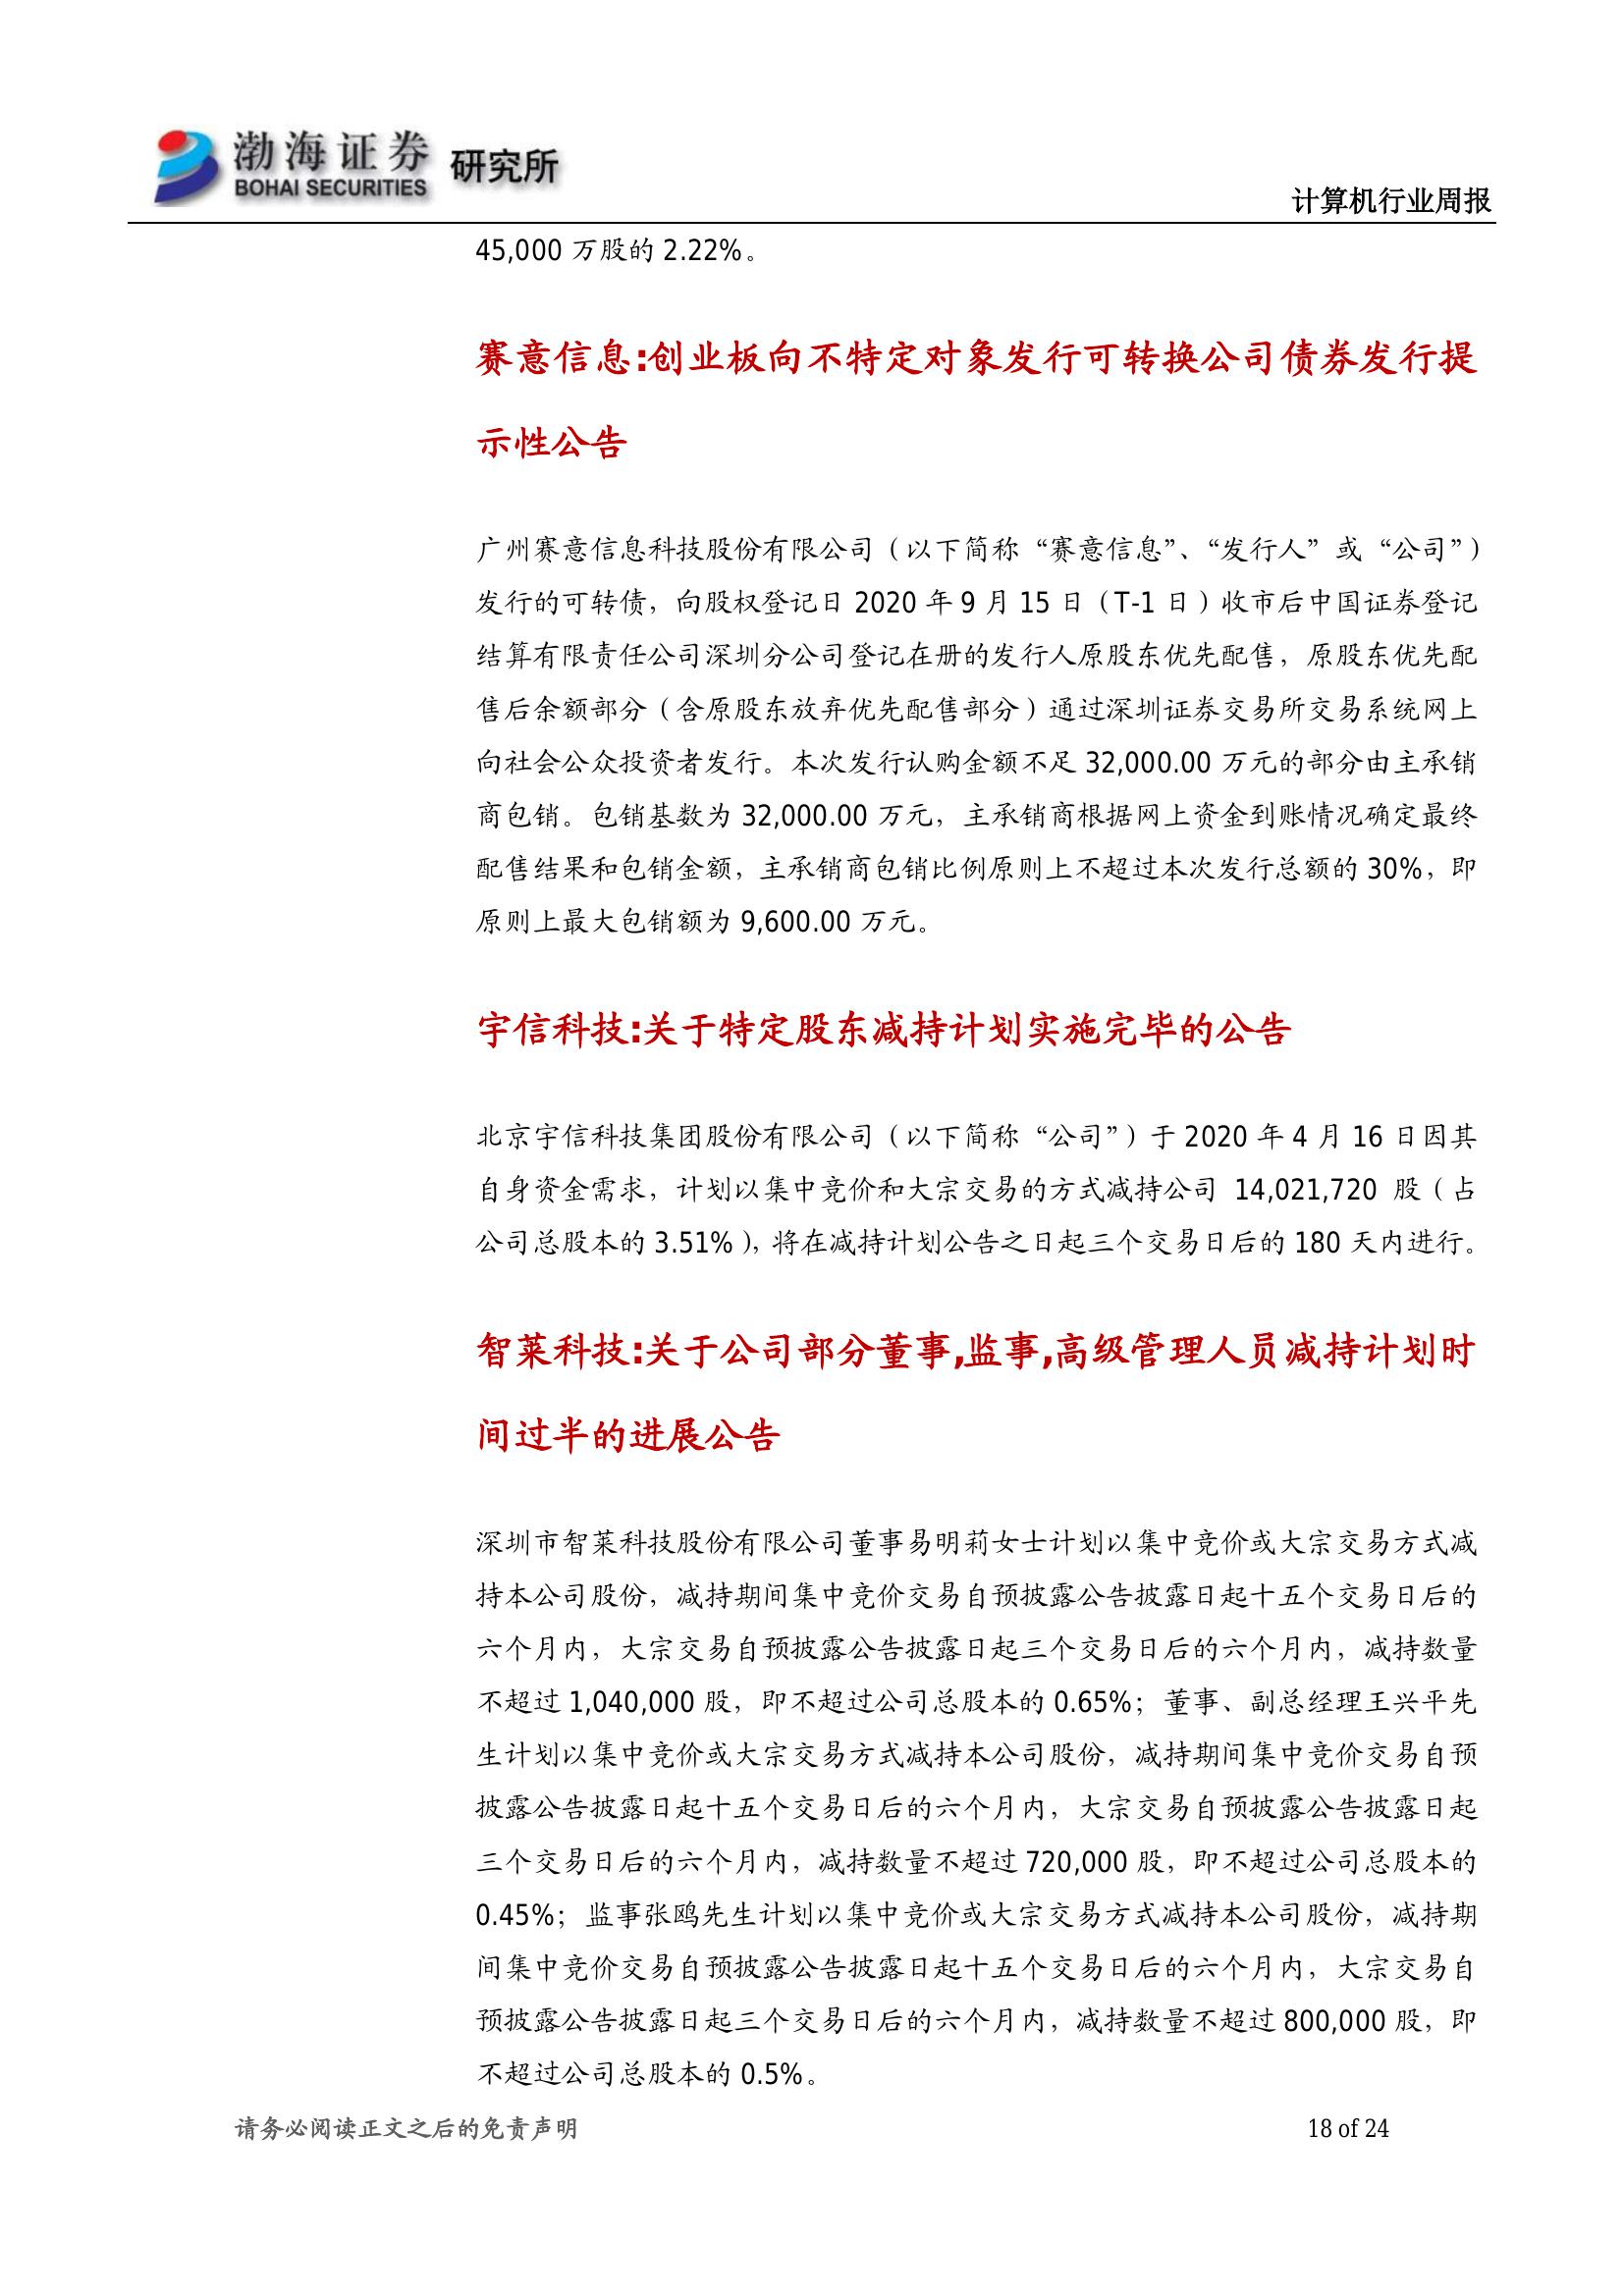 渤海证券 研究所
BOHAI SECURITIES
计算机行业周报
45,000 万股的 2.22%。
赛意信息:创业板向不特定对象发行可转换公司债券发行提
示性公告
广州赛意信息科技股份有限公司（以下简称“赛意信息”、“发行人”或“公司”）
发行的可转债，向股权登记日 2020 年 9 月 15 日（T-1 日）收市后中国证券登记
结算有限责任公司深圳分公司登记在册的发行人原股东优先配售，原股东优先配
售后余额部分（含原股东放弃优先配售部分）通过深圳证券交易所交易系统网上
向社会公众投资者发行。本次发行认购金额不足 32,000.00 万元的部分由主承销
商包销。包销基数为 32,000.00 万元，主承销商根据网上资金到账情况确定最终
配售结果和包销金额，主承销商包销比例原则上不超过本次发行总额的 30%，即
原则上最大包销额为 9,600.00 万元。
宇信科技:关于特定股东减持计划实施完毕的公告
北京宇信科技集团股份有限公司（以下简称“公司”）于 2020 年 4 月 16 日因其
自身资金需求，计划以集中竞价和大宗交易的方式减持公司 14,021,720 股（占
公司总股本的 3.51%），将在减持计划公告之日起三个交易日后的 180 天内进行。
智莱科技:关于公司部分董事,监事,高级管理人员减持计划时
间过半的进展公告
深圳市智莱科技股份有限公司董事易明莉女士计划以集中竞价或大宗交易方式减
持本公司股份，减持期间集中竞价交易自预披露公告披露日起十五个交易日后的
六个月内，大宗交易自预披露公告披露日起三个交易日后的六个月内，减持数量
不超过 1,040,000 股，即不超过公司总股本的 0.65%；董事、副总经理王兴平先
生计划以集中竞价或大宗交易方式减持本公司股份，减持期间集中竞价交易自预
披露公告披露日起十五个交易日后的六个月内，大宗交易自预披露公告披露日起
三个交易日后的六个月内，减持数量不超过 720,000 股，即不超过公司总股本的
0.45%；监事张鸥先生计划以集中竞价或大宗交易方式减持本公司股份，减持期
间集中竞价交易自预披露公告披露日起十五个交易日后的六个月内，大宗交易自
预披露公告披露日起三个交易日后的六个月内，减持数量不超过 800,000 股，即
不超过公司总股本的 0.5%。
请务必阅读正文之后的免责声明
18 of 24